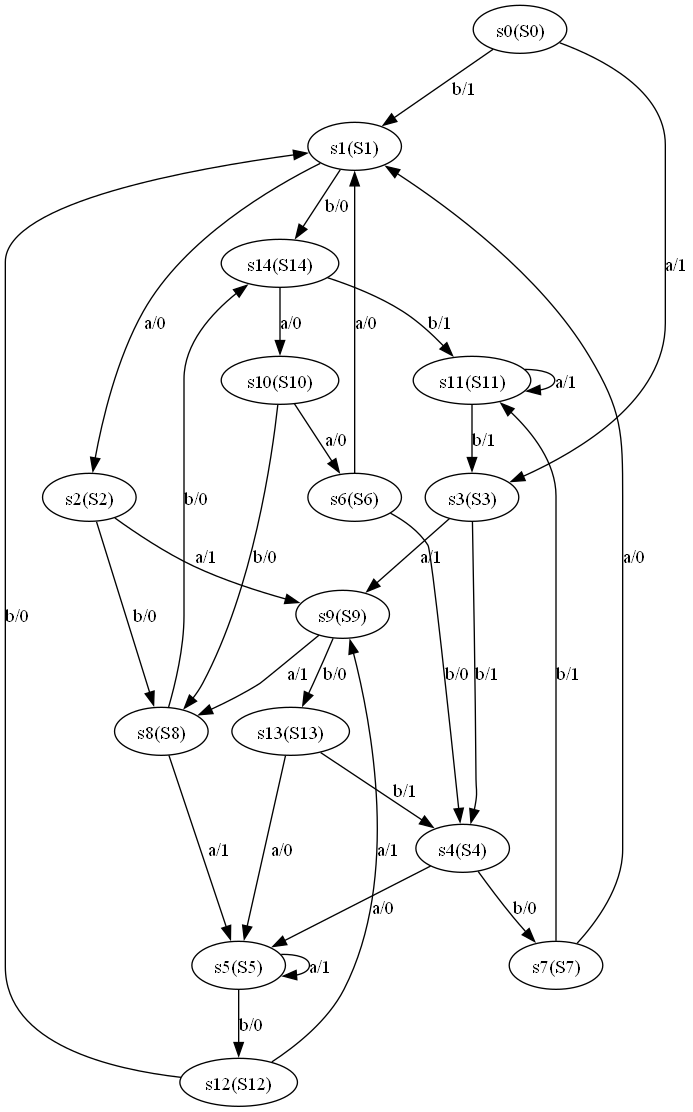 s0(S0)
b/1
s1(S1)
b/0
s14(S14)
a/1
a/0
a/0
a/0
b/1
s10(S10)
s11(S11)
a/1
a/0
b/1
s2(S2)
s6(S6)
s3(S3)
b/0
a/1
b/0
a/1
a/0
s9(S9)
b/0
b/0
a/1
b/0
b/0
b/1
b/1
s8(S8)
s13(S13)
b/1
a/1
a/0
a/1
s4(S4)
a/0
b/0
s5(S5)
a/1
s7(S7)
b/0
s12(S12)